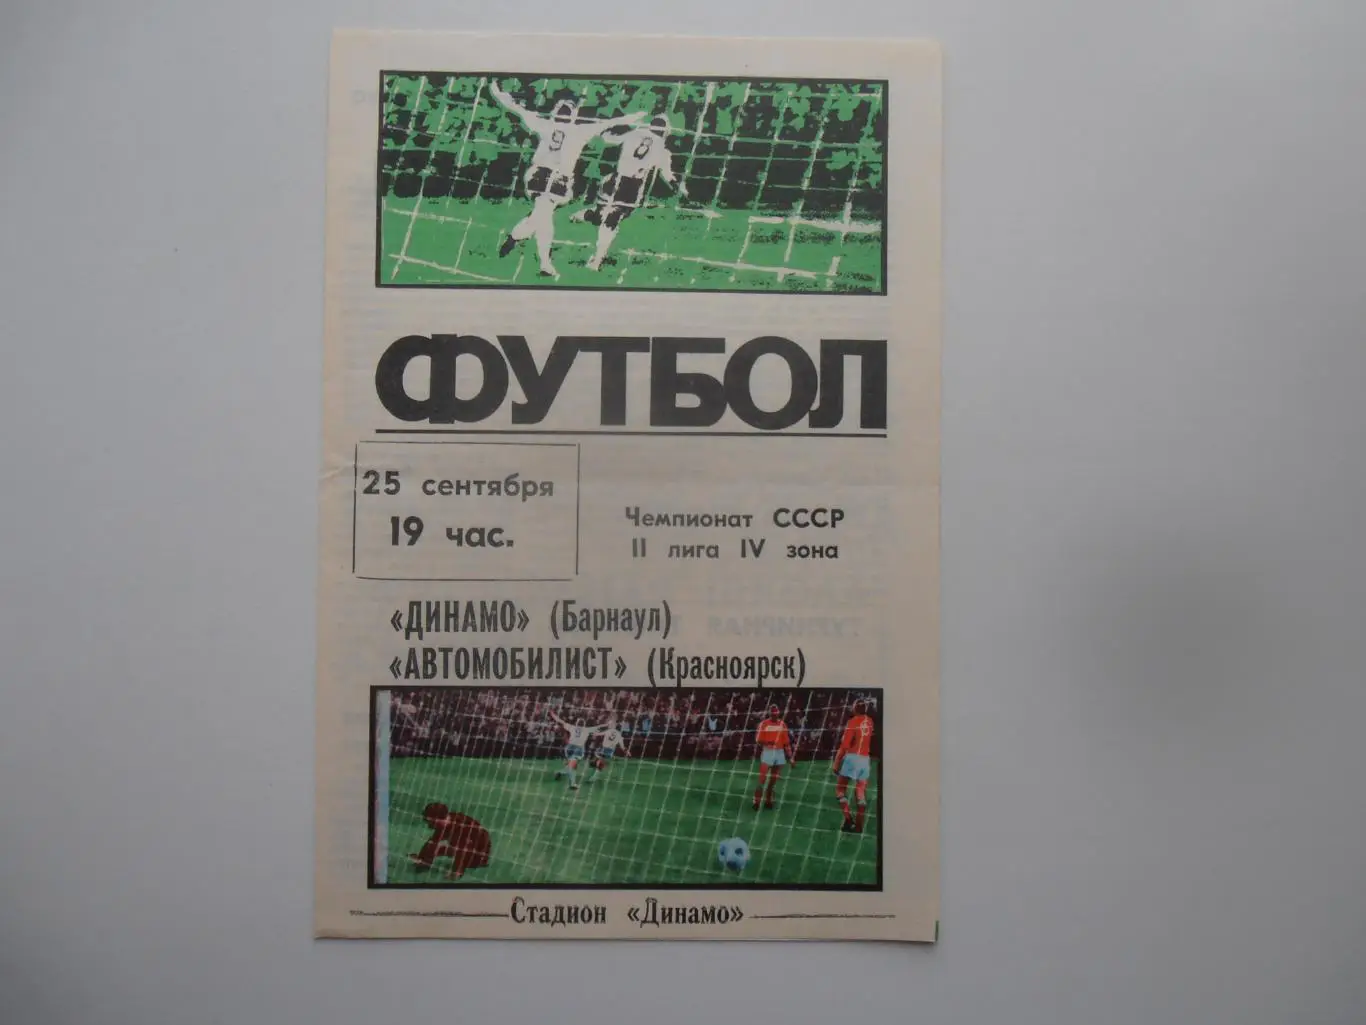 ФУТБОЛ
25 сентября
19 час.
Чемпионат СССР
II лига IV зона
«ДИНАМО» (Барнаул)
«АВТОМОБИЛИСТ» (Красноярск)
Стадион «Динамо»